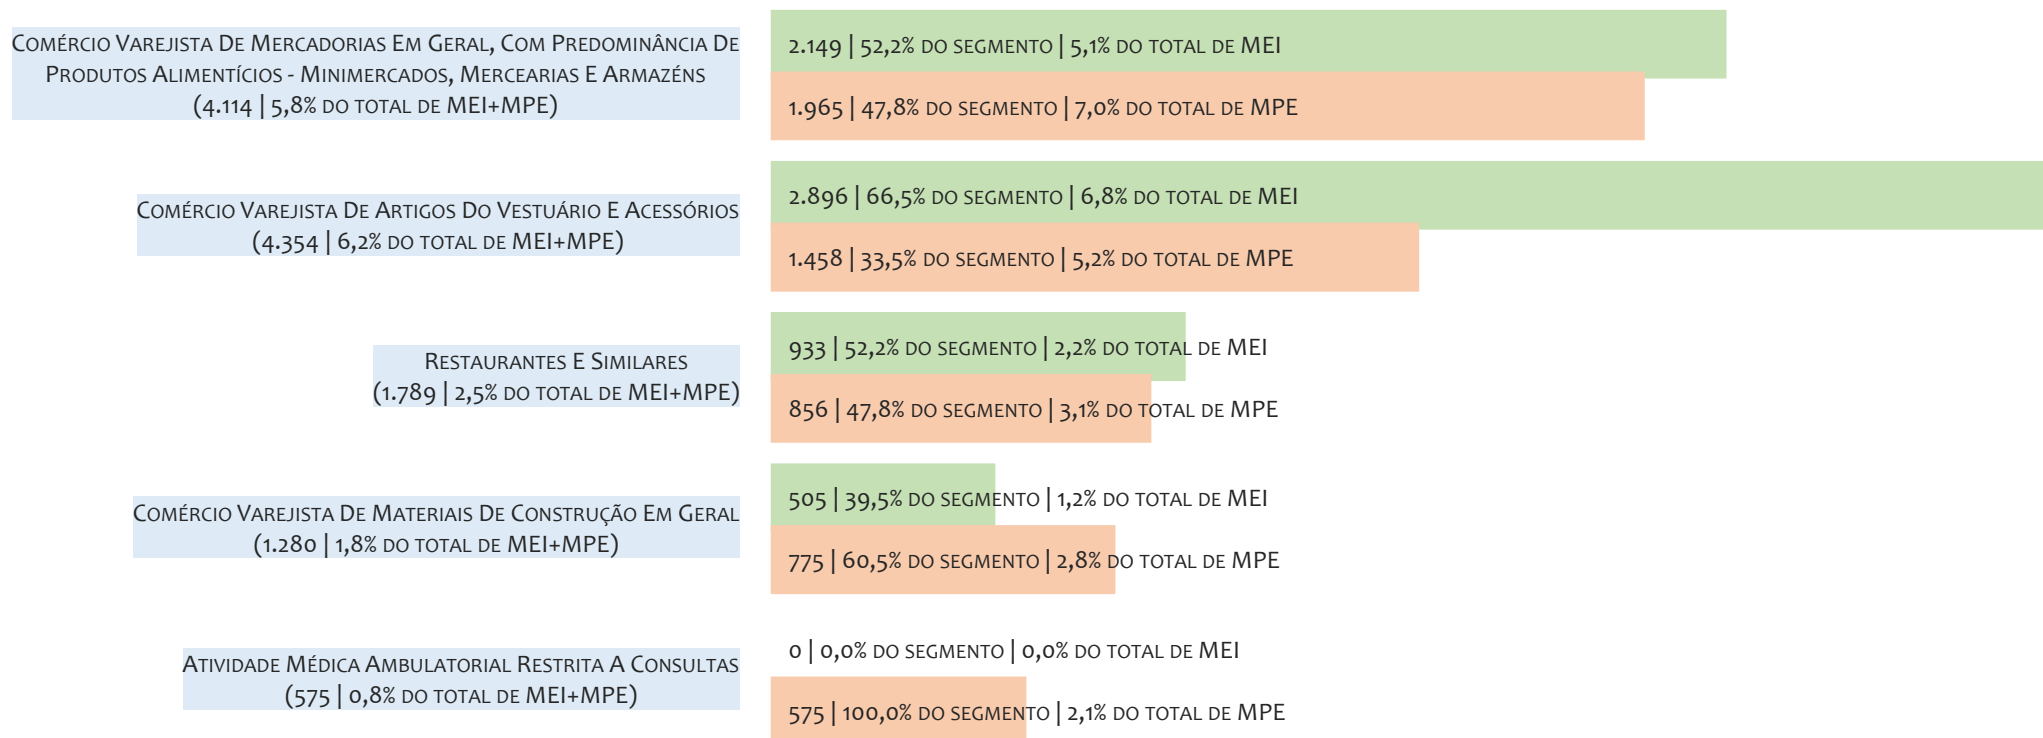 Comércio Varejista De Mercadorias Em Geral, Com Predominância De
Produtos Alimentícios - Minimercados, Mercearias E Armazéns
(4.114 | 5,8% do total de MEI+MPE)
2.149 | 52,2% do segmento | 5,1% do total de MEI
1.965 | 47,8% do segmento | 7,0% do total de MPE
Comércio Varejista De Artigos Do Vestuário E Acessórios
(4.354 | 6,2% do total de MEI+MPE)
2.896 | 66,5% do segmento | 6,8% do total de MEI
1.458 | 33,5% do segmento | 5,2% do total de MPE
Restaurantes E Similares
(1.789 | 2,5% do total de MEI+MPE)
933 | 52,2% do segmento | 2,2% do total de MEI
856 | 47,8% do segmento | 3,1% do total de MPE
Comércio Varejista De Materiais De Construção Em Geral
(1.280 | 1,8% do total de MEI+MPE)
505 | 39,5% do segmento | 1,2% do total de MEI
775 | 60,5% do segmento | 2,8% do total de MPE
Atividade Médica Ambulatorial Restrita A Consultas
(575 | 0,8% do total de MEI+MPE)
0 | 0,0% do segmento | 0,0% do total de MEI
575 | 100,0% do segmento | 2,1% do total de MPE